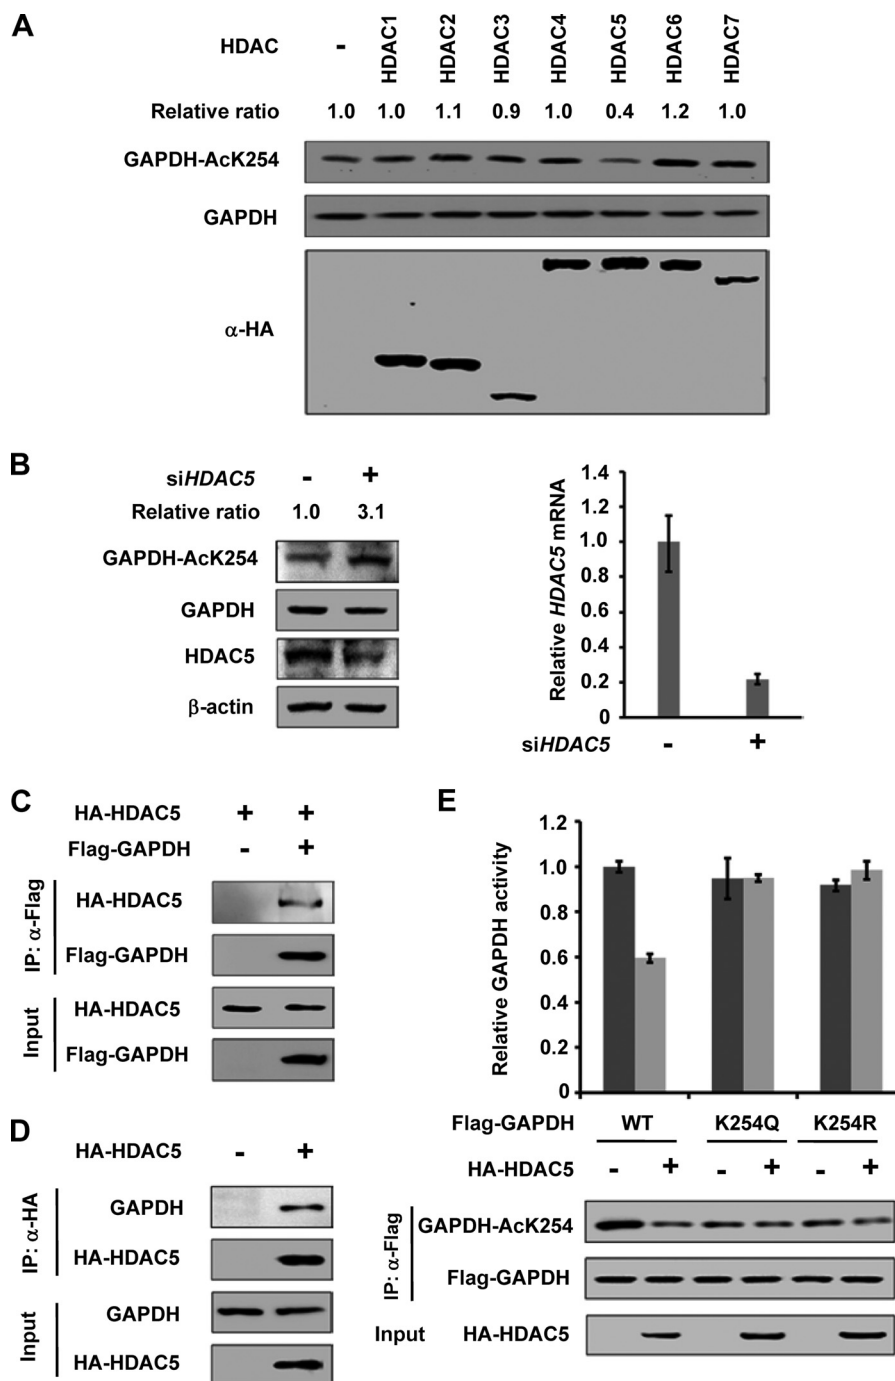 A
HDAC - HDAC1 HDAC2 HDAC3 HDAC4 HDAC5 HDAC6 HDAC7
Relative ratio 1.0 1.0 1.1 0.9 1.0 0.4 1.2 1.0
GAPDH-AcK254
GAPDH
α-HA
B
siHDAC5 - +
Relative ratio 1.0 3.1
GAPDH-AcK254
GAPDH
HDAC5
β-actin
Relative HDAC5 mRNA
1.4
1.2
1.0
0.8
0.6
0.4
0.2
0
siHDAC5 - +
C
HA-HDAC5 + +
Flag-GAPDH - +
IP: α-Flag
HA-HDAC5
Flag-GAPDH
Input
HA-HDAC5
Flag-GAPDH
D
HA-HDAC5 - +
IP: α-HA
GAPDH
HA-HDAC5
Input
GAPDH
HA-HDAC5
E
Relative GAPDH activity
1.2
1.0
0.8
0.6
0.4
0.2
0
Flag-GAPDH WT K254Q K254R
HA-HDAC5 - + - + - +
IP: α-Flag
GAPDH-AcK254
Flag-GAPDH
Input HA-HDAC5